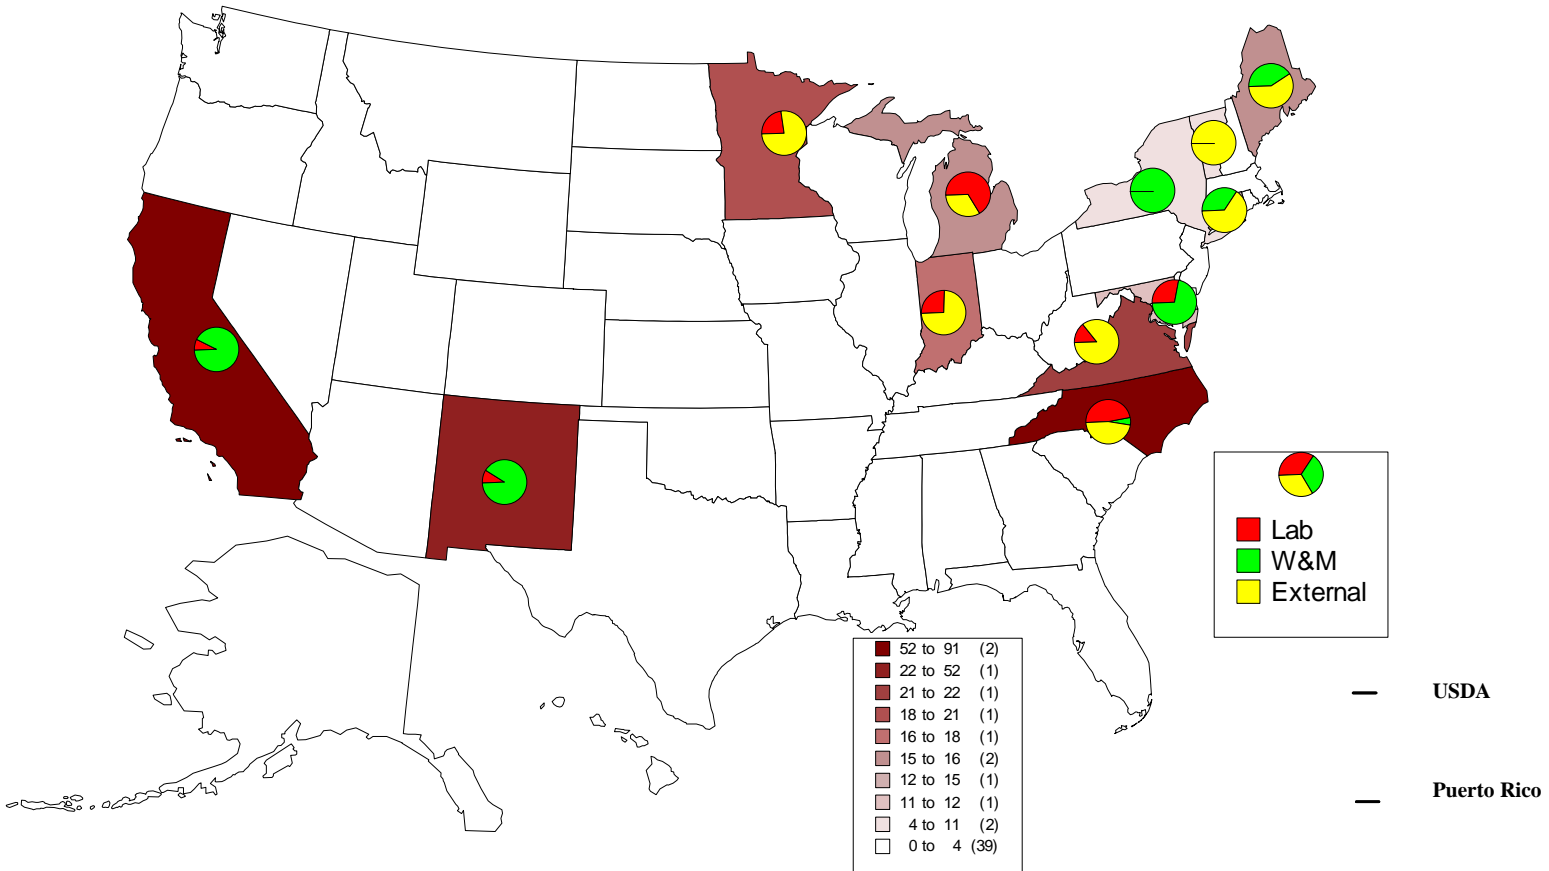 Lab
W&M
External
52 to 91 (2)
22 to 52 (1)
21 to 22 (1)
18 to 21 (1)
16 to 18 (1)
15 to 16 (2)
12 to 15 (1)
11 to 12 (1)
4 to 11 (2)
0 to 4 (39)
USDA
Puerto Rico